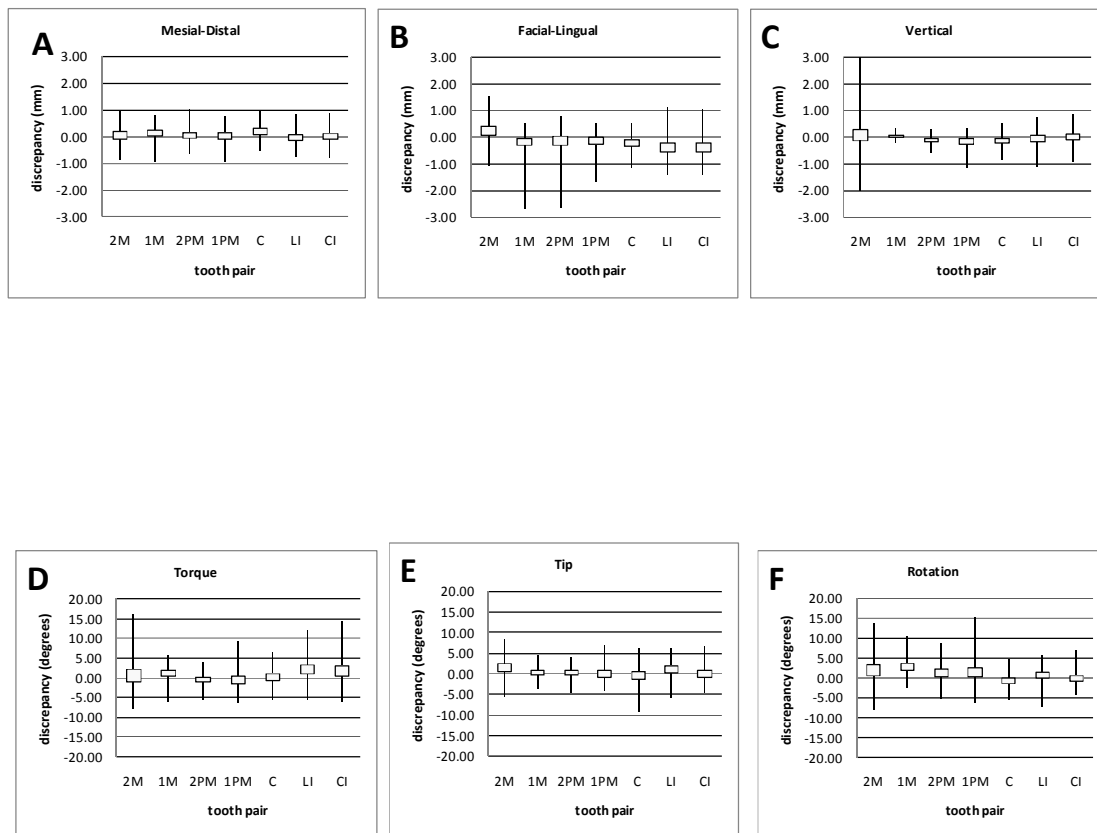 A
Mesial-Distal
discrepancy (mm)
3.00
2.00
1.00
0.00
-1.00
-2.00
-3.00
2M 1M 2PM 1PM C LI CI
tooth pair
B
Facial-Lingual
discrepancy (mm)
3.00
2.00
1.00
0.00
-1.00
-2.00
-3.00
2M 1M 2PM 1PM C LI CI
tooth pair
C
Vertical
discrepancy (mm)
3.00
2.00
1.00
0.00
-1.00
-2.00
-3.00
2M 1M 2PM 1PM C LI CI
tooth pair
D
Torque
discrepancy (degrees)
20.00
15.00
10.00
5.00
0.00
-5.00
-10.00
-15.00
-20.00
2M 1M 2PM 1PM C LI CI
tooth pair
E
Tip
discrepancy (degrees)
20.00
15.00
10.00
5.00
0.00
-5.00
-10.00
-15.00
-20.00
2M 1M 2PM 1PM C LI CI
tooth pair
F
Rotation
discrepancy (degrees)
20.00
15.00
10.00
5.00
0.00
-5.00
-10.00
-15.00
-20.00
2M 1M 2PM 1PM C LI CI
tooth pair